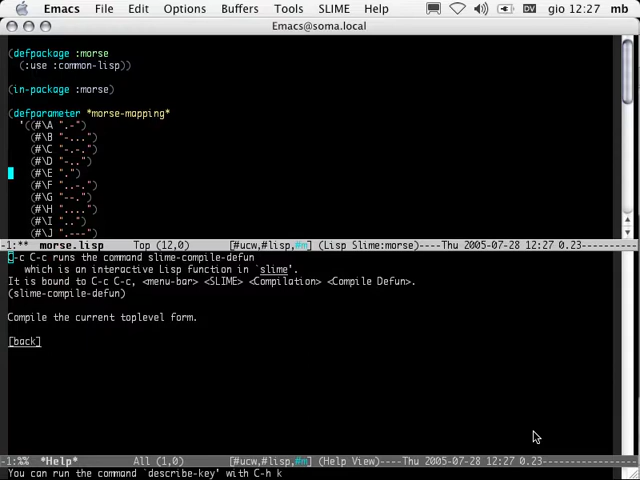 Emacs File Edit Options Buffers Tools SLIME Help DV gio 12:27 mb
Emacs@soma.local
(defpackage :morse
(:use :common-lisp))
(in-package :morse)
(defparameter *morse-mapping*
'((#\A ".-")
(#\B "-...")
(#\C "-.-.")
(#\D "-..")
(#\E ".")
(#\F "..-.")
(#\G "--.")
(#\H "....")
(#\I "..")
(#\J ".---")
-1:** morse.lisp Top (12,0) [#ucw,#lisp,#m] (Lisp Slime:morse)----Thu 2005-07-28 12:27 0.23------
C-c C-c runs the command slime-compile-defun
which is an interactive Lisp function in `slime'.
It is bound to C-c C-c, <menu-bar> <SLIME> <Compilation> <Compile Defun>.
(slime-compile-defun)
Compile the current toplevel form.
[back]
-1:%% *Help* All (1,0) [#ucw,#lisp,#m] (Help View)----Thu 2005-07-28 12:27 0.23------
You can run the command `describe-key' with C-h k